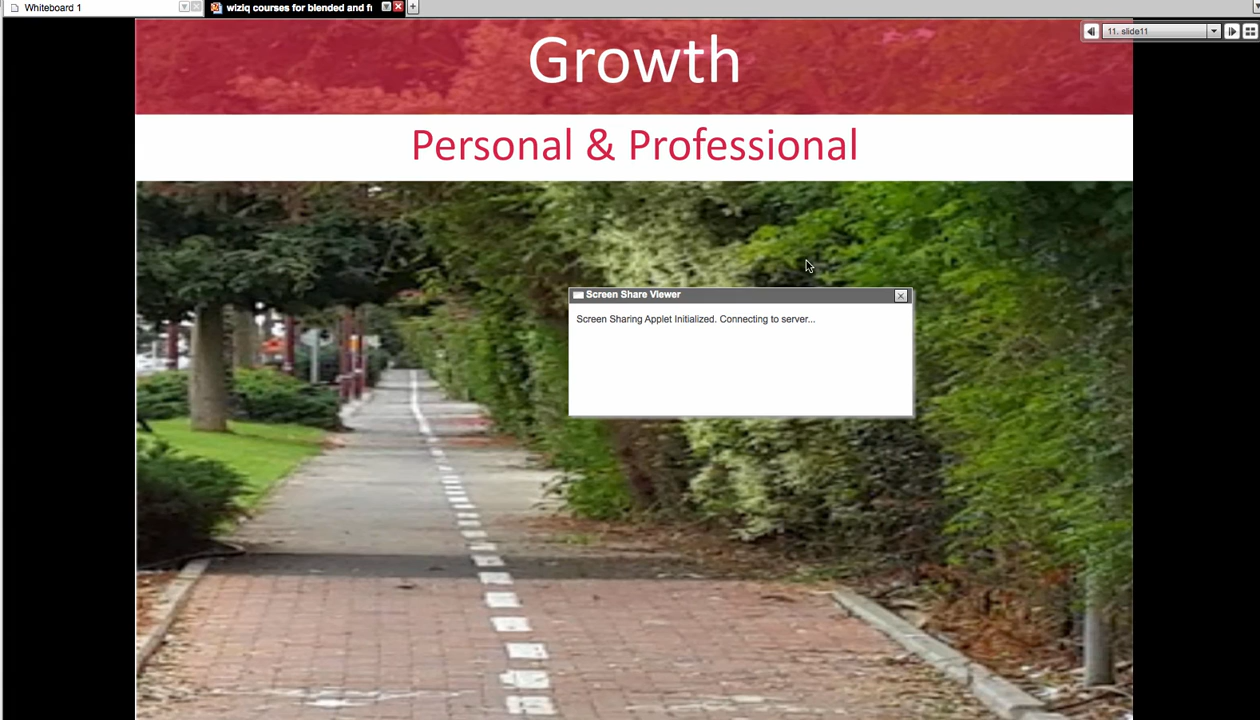 Whiteboard 1
wiziq courses for blended and fl
11. slide11
Growth
Personal & Professional
Screen Share Viewer
Screen Sharing Applet Initialized. Connecting to server...